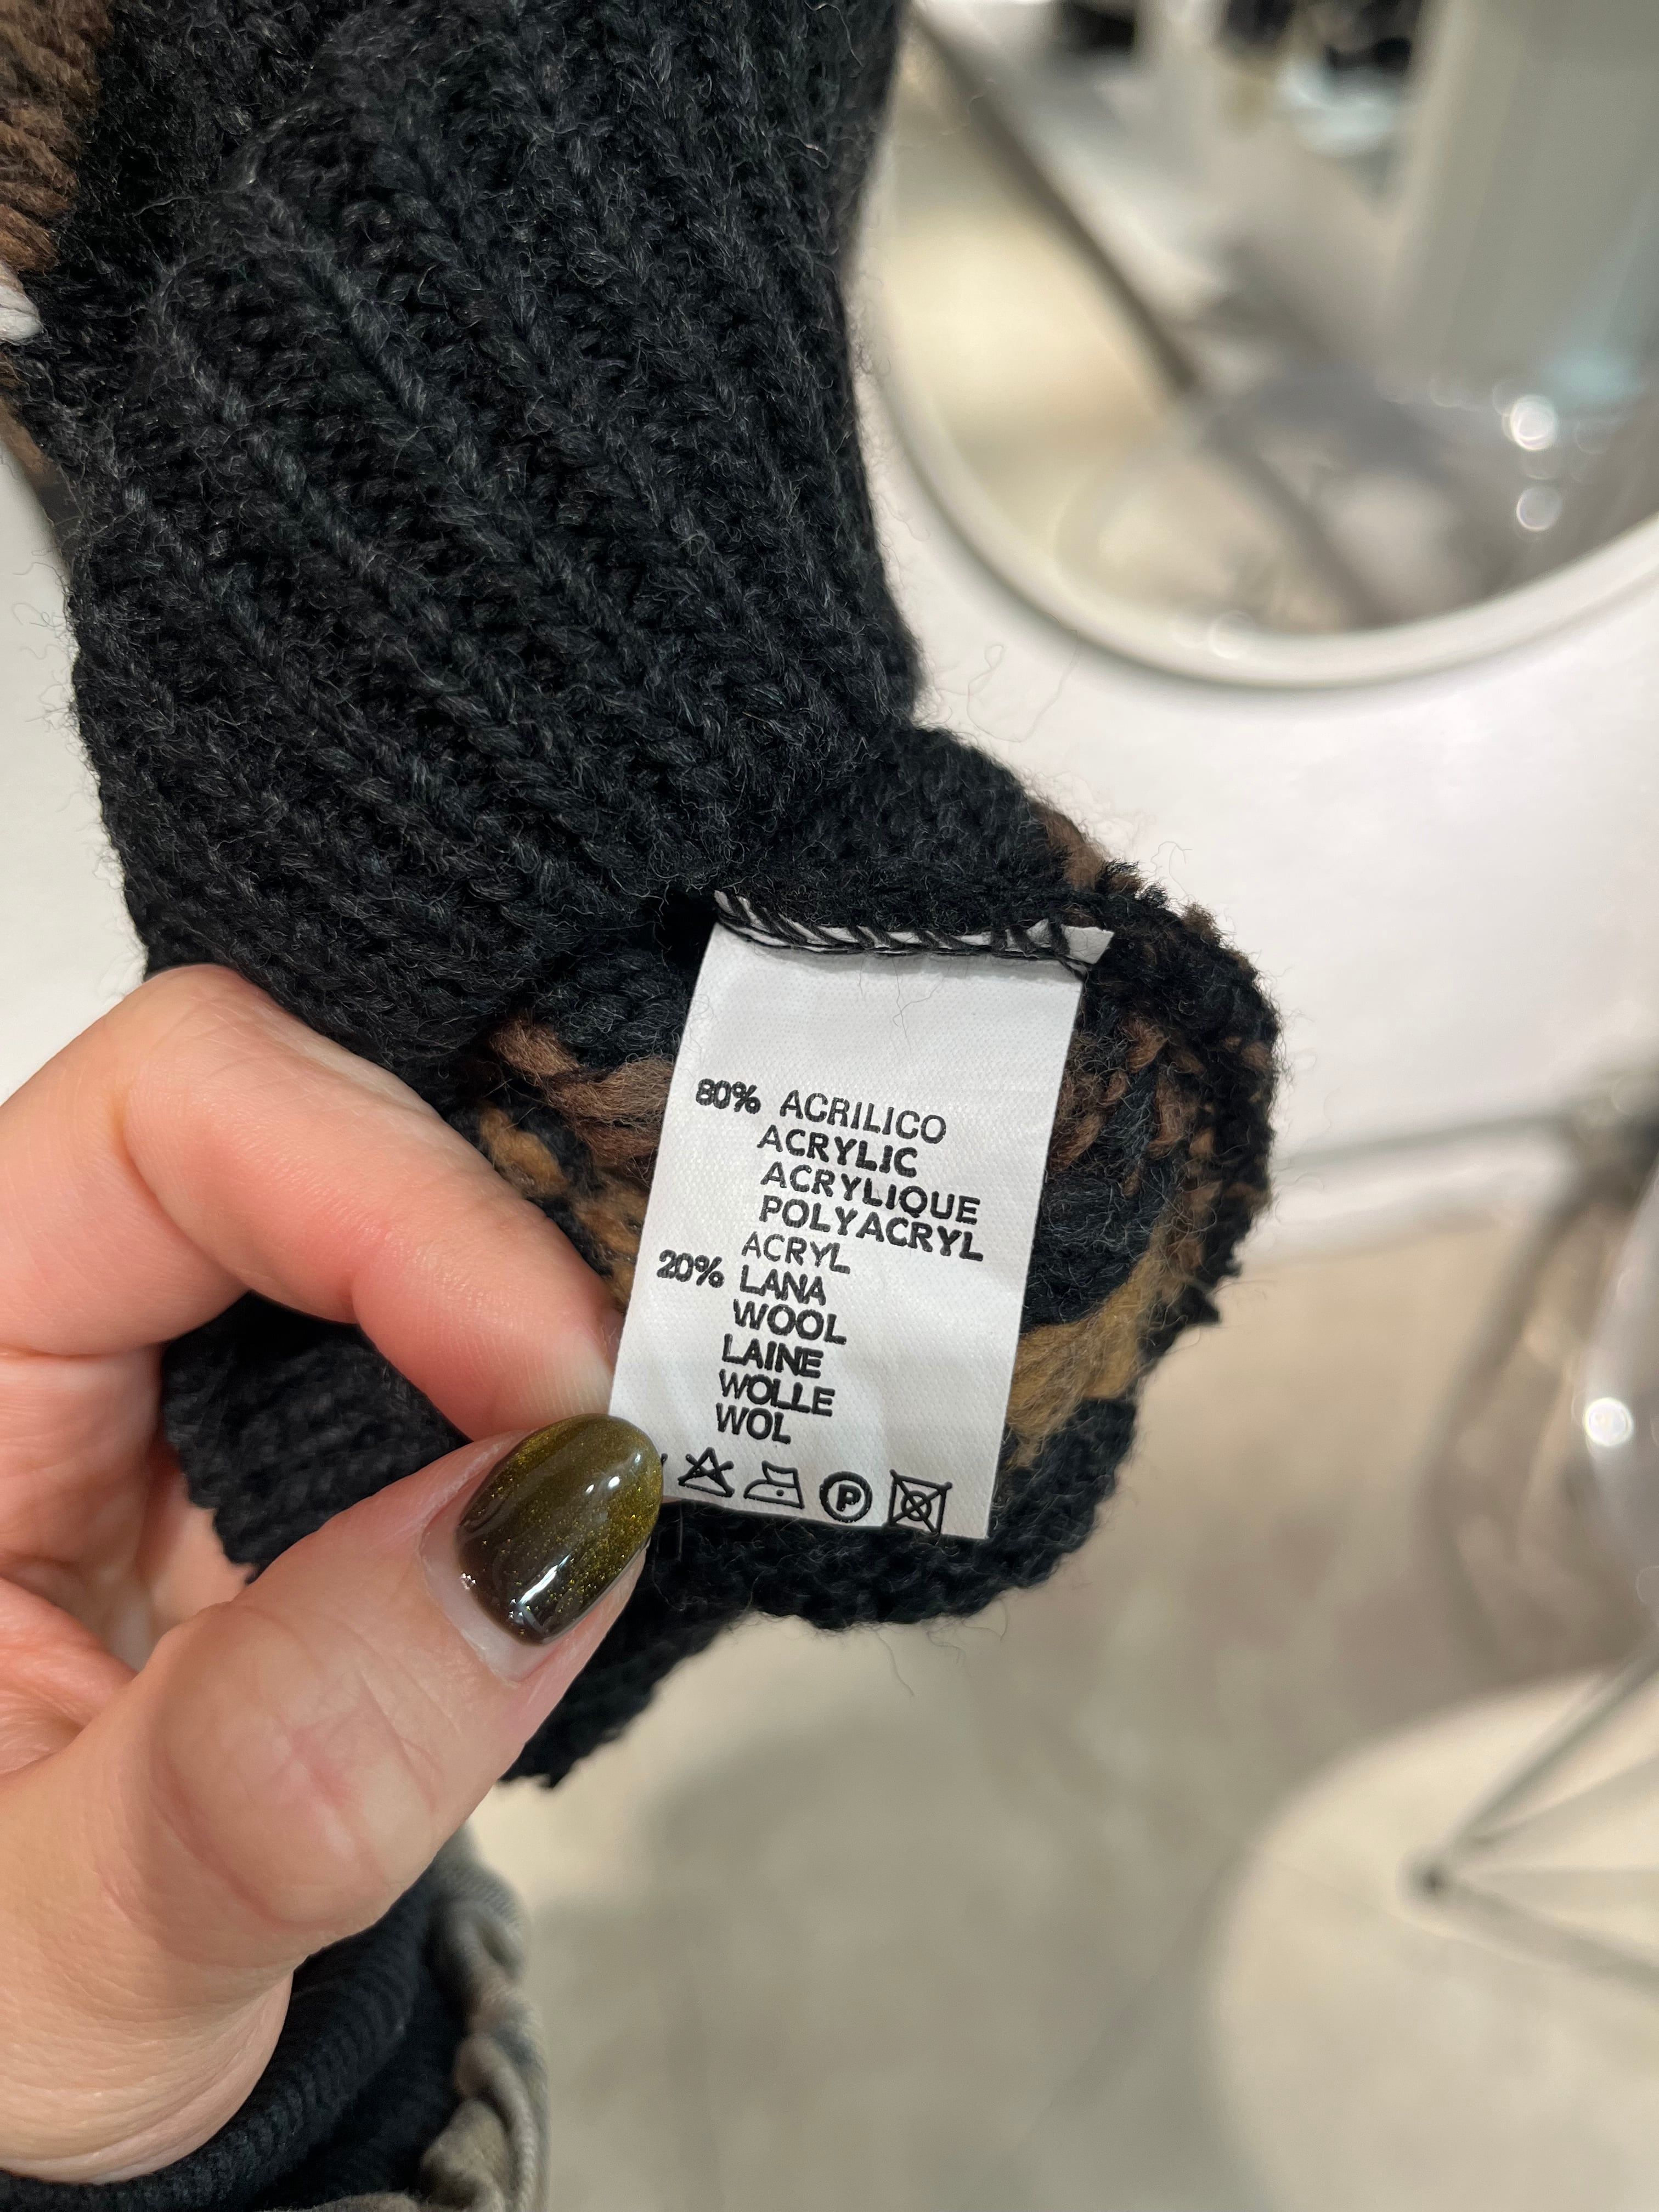 80% ACRILICO
ACRYLIC
ACRYLIQUE
POLYACRYL
ACRYL
20% LANA
WOOL
LAINE
WOLLE
WOL
P